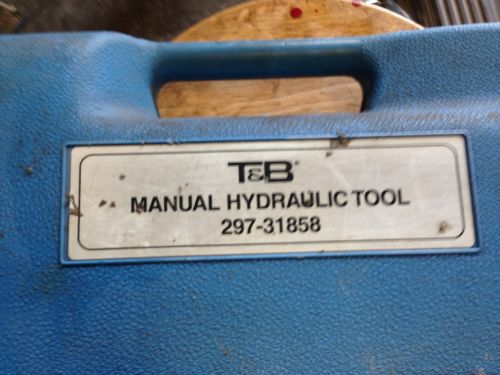 T&B®
MANUAL HYDRAULIC TOOL
297-31858